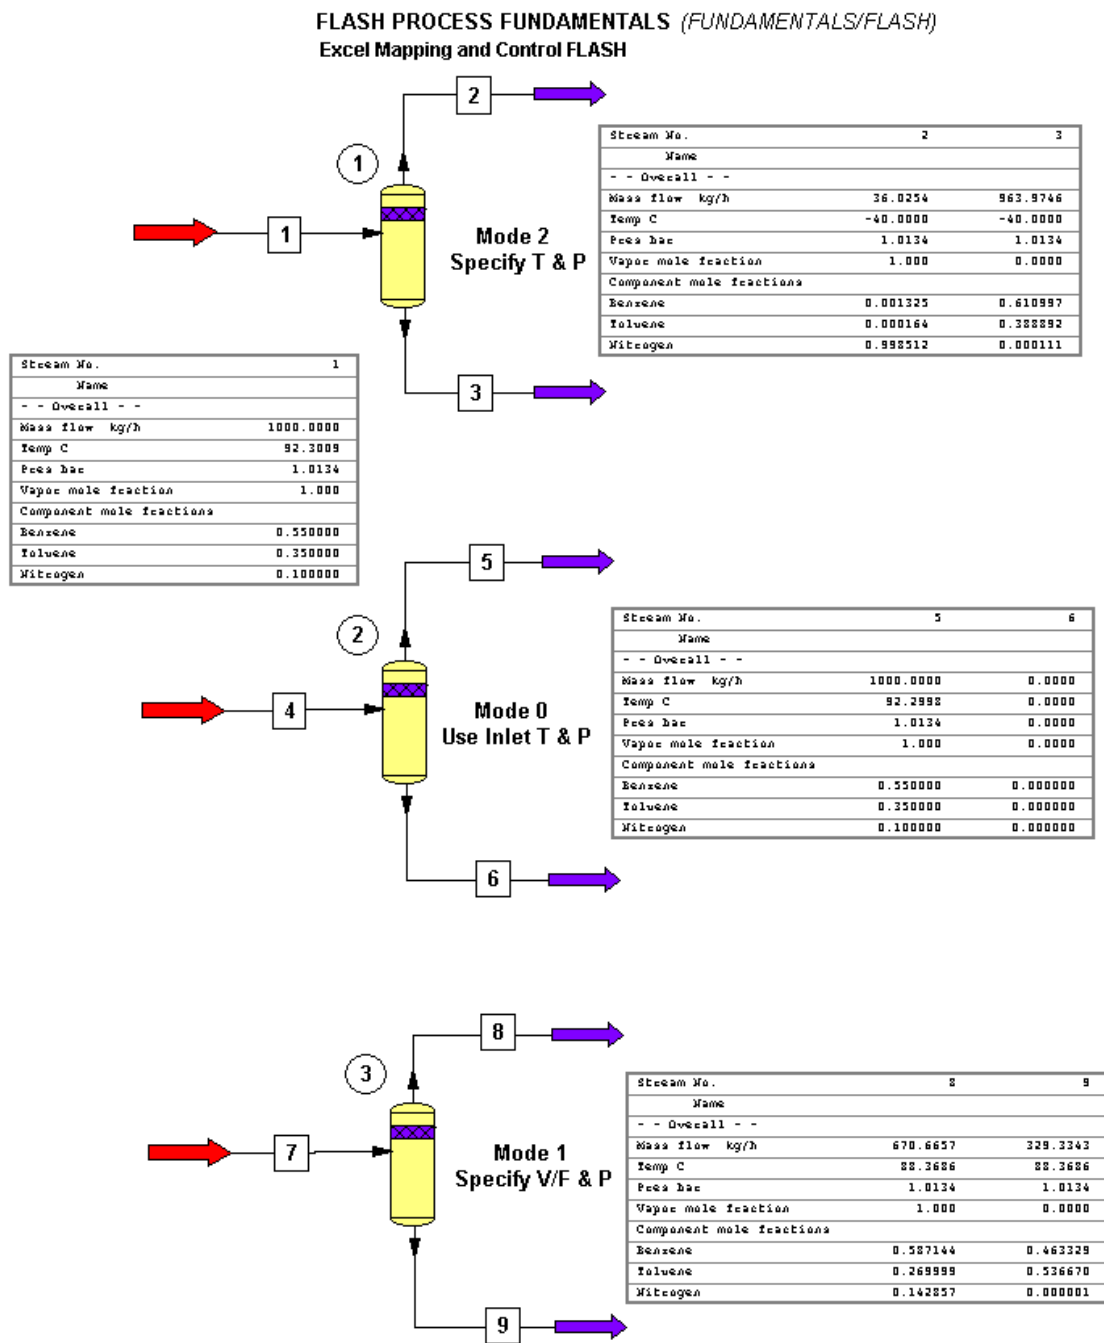 FLASH PROCESS FUNDAMENTALS (FUNDAMENTALS/FLASH)
Excel Mapping and Control FLASH
2
1
1
Mode 2
Specify T & P
3
Stream No. 2 3
Name
- - Overall - -
Mass flow kg/h 36.0254 963.9746
Temp C -40.0000 -40.0000
Pres bar 1.0134 1.0134
Vapor mole fraction 1.000 0.0000
Component mole fractions
Benzene 0.001325 0.610997
Toluene 0.000164 0.388892
Nitrogen 0.998512 0.000111
Stream No. 1
Name
- - Overall - -
Mass flow kg/h 1000.0000
Temp C 92.3009
Pres bar 1.0134
Vapor mole fraction 1.000
Component mole fractions
Benzene 0.550000
Toluene 0.350000
Nitrogen 0.100000
5
2
4
Mode 0
Use Inlet T & P
6
Stream No. 5 6
Name
- - Overall - -
Mass flow kg/h 1000.0000 0.0000
Temp C 92.2998 0.0000
Pres bar 1.0134 0.0000
Vapor mole fraction 1.000 0.0000
Component mole fractions
Benzene 0.550000 0.000000
Toluene 0.350000 0.000000
Nitrogen 0.100000 0.000000
8
3
7
Mode 1
Specify V/F & P
9
Stream No. 8 9
Name
- - Overall - -
Mass flow kg/h 670.6657 329.3343
Temp C 88.3686 88.3686
Pres bar 1.0134 1.0134
Vapor mole fraction 1.000 0.0000
Component mole fractions
Benzene 0.587144 0.463329
Toluene 0.269999 0.536670
Nitrogen 0.142857 0.000001